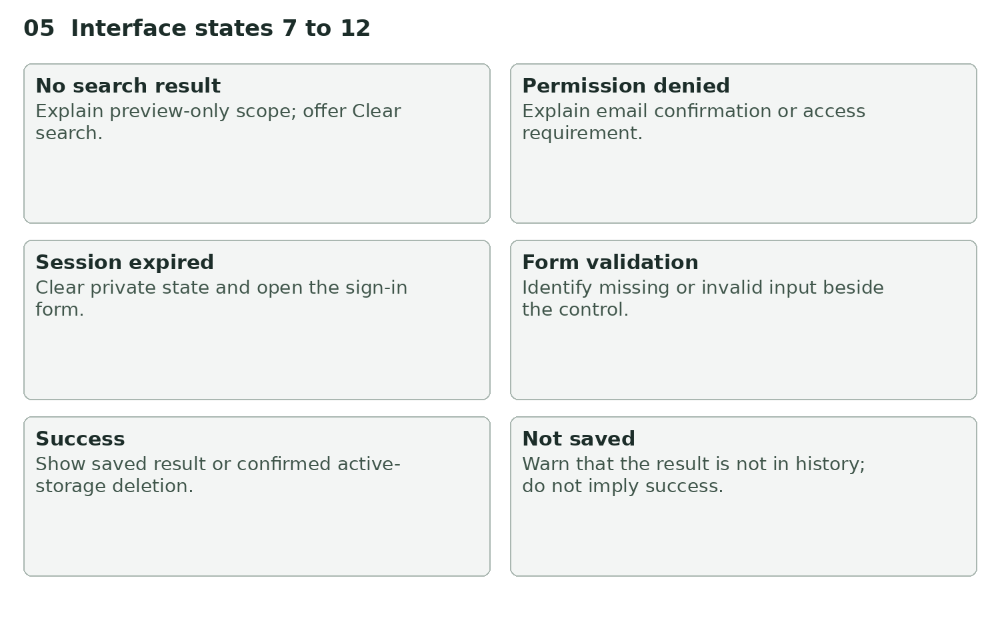 05 Interface states 7 to 12
No search result
Explain preview-only scope; offer Clear
search.
Permission denied
Explain email confirmation or access
requirement.
Session expired
Clear private state and open the sign-in
form.
Form validation
Identify missing or invalid input beside
the control.
Success
Show saved result or confirmed active-
storage deletion.
Not saved
Warn that the result is not in history;
do not imply success.